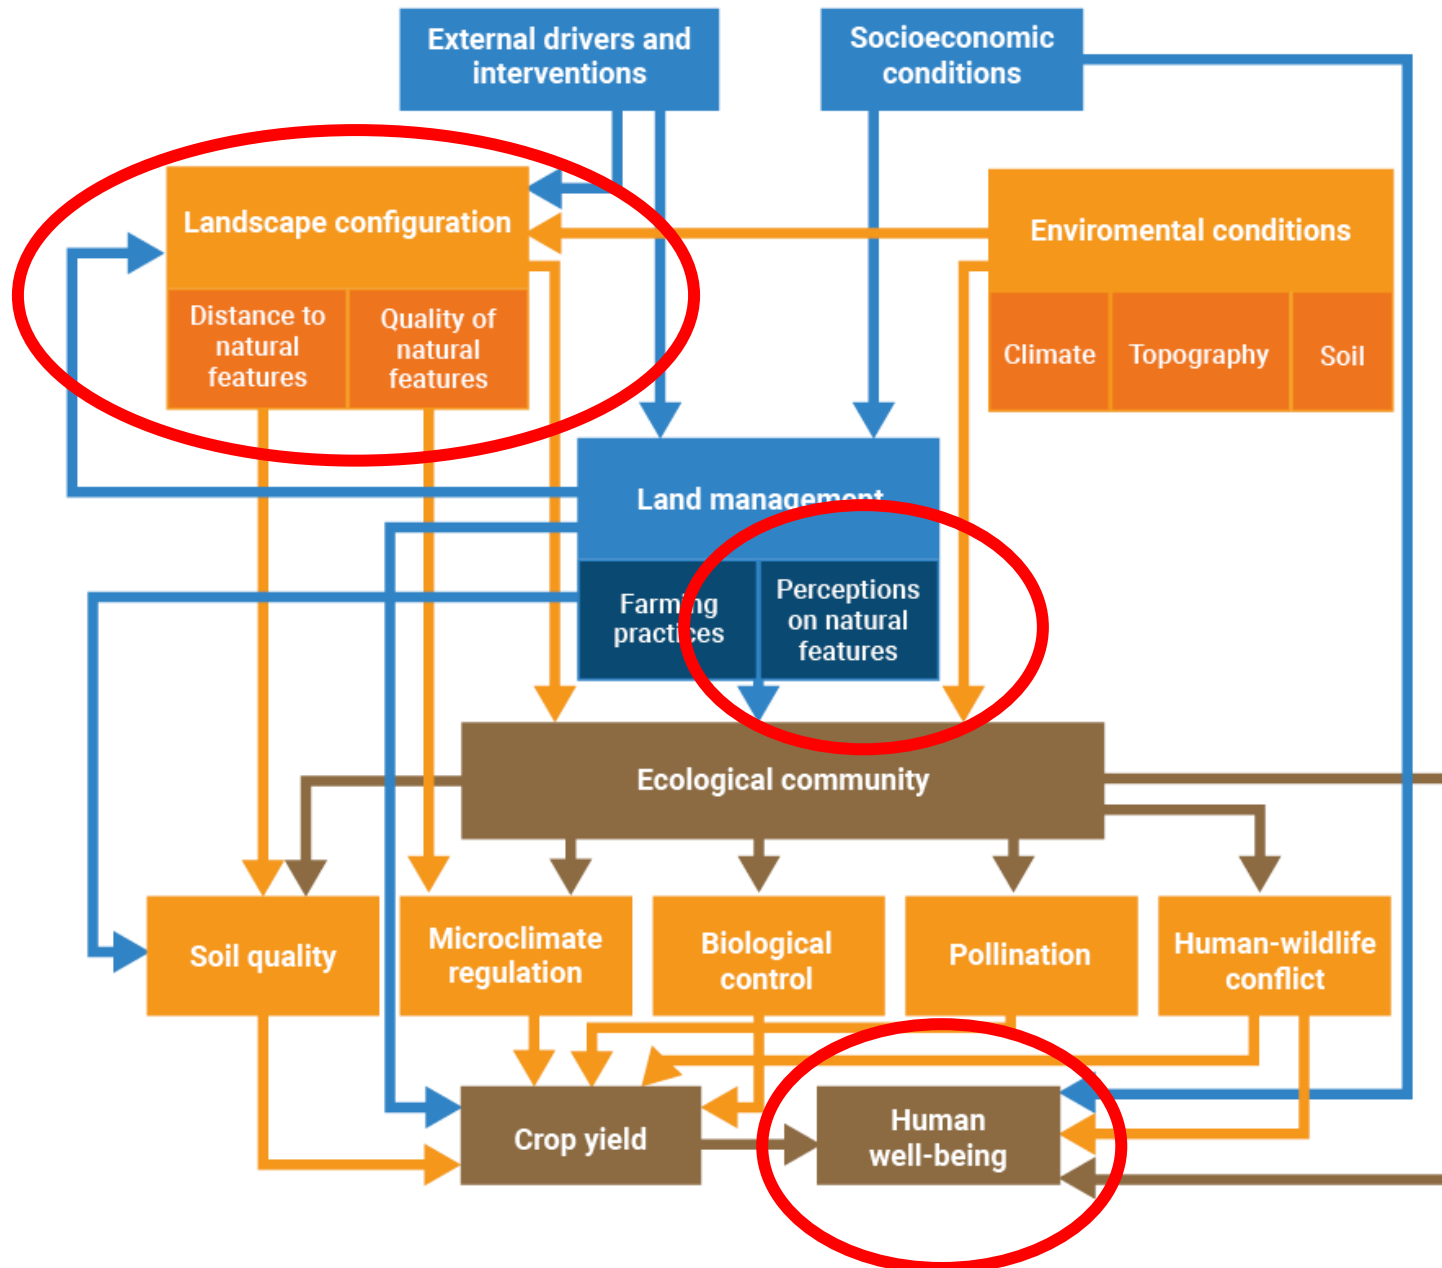 External drivers and
interventions
Socioeconomic
conditions
Landscape configuration
Distance to
natural
features
Quality of
natural
features
Enviromental conditions
Climate
Topography
Soil
Land management
Farming
practices
Perceptions
on natural
features
Ecological community
Soil quality
Microclimate
regulation
Biological
control
Pollination
Human-wildlife
conflict
Crop yield
Human
well-being